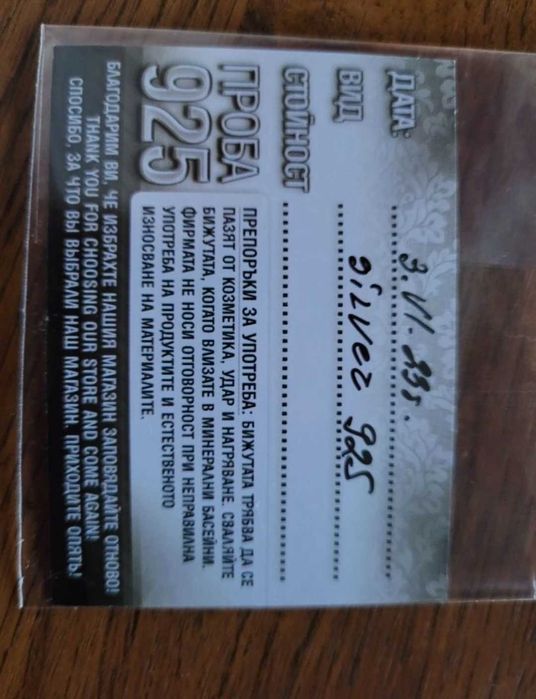 ДАТА: 3.VI.23г.
ВИД silver 925
СТОЙНОСТ
ПРОБА
925
ПРЕПОРЪКИ ЗА УПОТРЕБА: БИЖУТАТА ТРЯБВА ДА СЕ
ПАЗЯТ ОТ КОЗМЕТИКА, УДАР И НАГРЯВАНЕ. СВАЛЯЙТЕ
БИЖУТАТА, КОГАТО ВЛИЗАТЕ В МИНЕРАЛНИ БАСЕЙНИ.
ФИРМАТА НЕ НОСИ ОТГОВОРНОСТ ПРИ НЕПРАВИЛНА
УПОТРЕБА НА ПРОДУКТИТЕ И ЕСТЕСТВЕНОТО
ИЗНОСВАНЕ НА МАТЕРИАЛИТЕ.
БЛАГОДАРИМ ВИ, ЧЕ ИЗБРАХТЕ НАШИЯ МАГАЗИН. ЗАПОВЯДАЙТЕ ОТНОВО!
THANK YOU FOR CHOOSING OUR STORE AND COME AGAIN!
СПОСИБО, ЗА ЧТО ВЫ ВЫБРАЛИ НАШ МАГАЗИН. ПРИХОДИТЕ ОПЯТЬ!